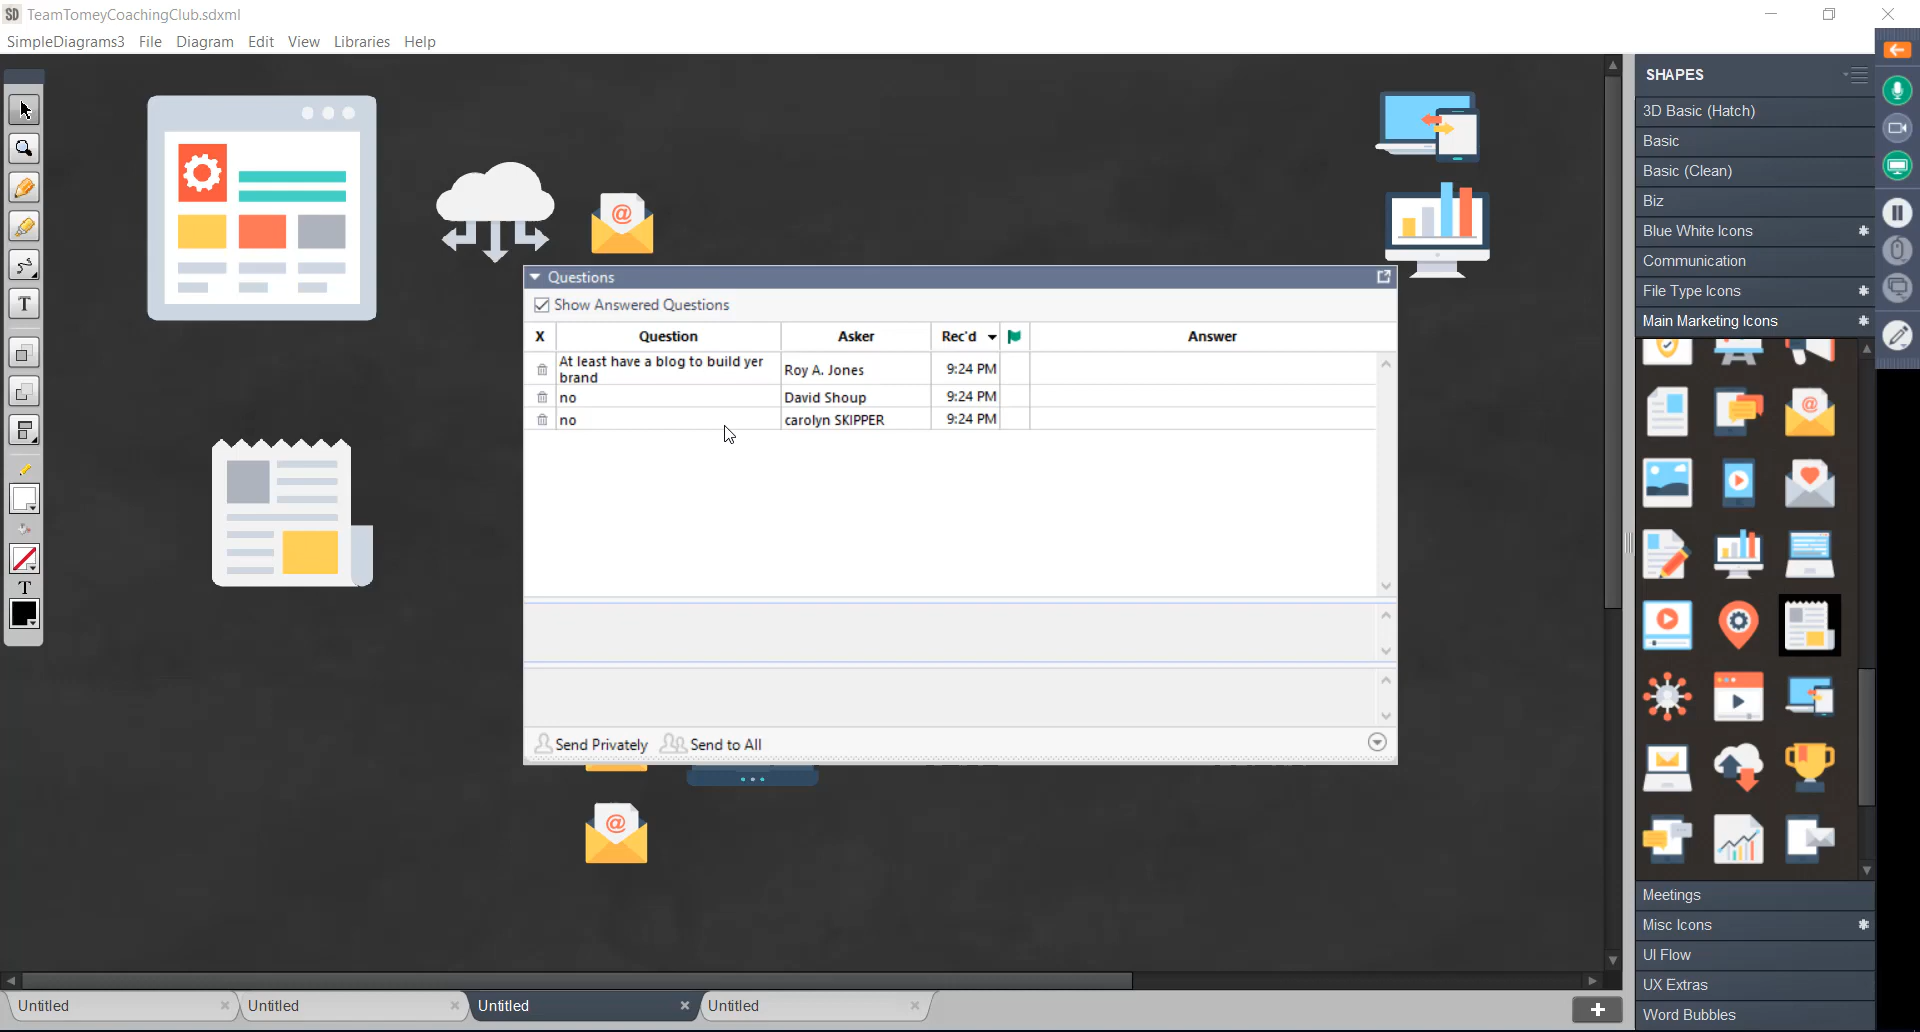 SD TeamTomeyCoachingClub.sdxml
SimpleDiagrams3 File Diagram Edit View Libraries Help
SHAPES
3D Basic (Hatch)
Basic
Basic (Clean)
Biz
Blue White Icons
Communication
File Type Icons
Main Marketing Icons
T
T
@
Questions
Show Answered Questions
X Question Asker Rec'd Answer
At least have a blog to build yer
brand
Roy A. Jones 9:24 PM
no David Shoup 9:24 PM
no carolyn SKIPPER 9:24 PM
Send Privately Send to All
@
@
Meetings
Misc Icons
UI Flow
UX Extras
Word Bubbles
Untitled Untitled Untitled Untitled